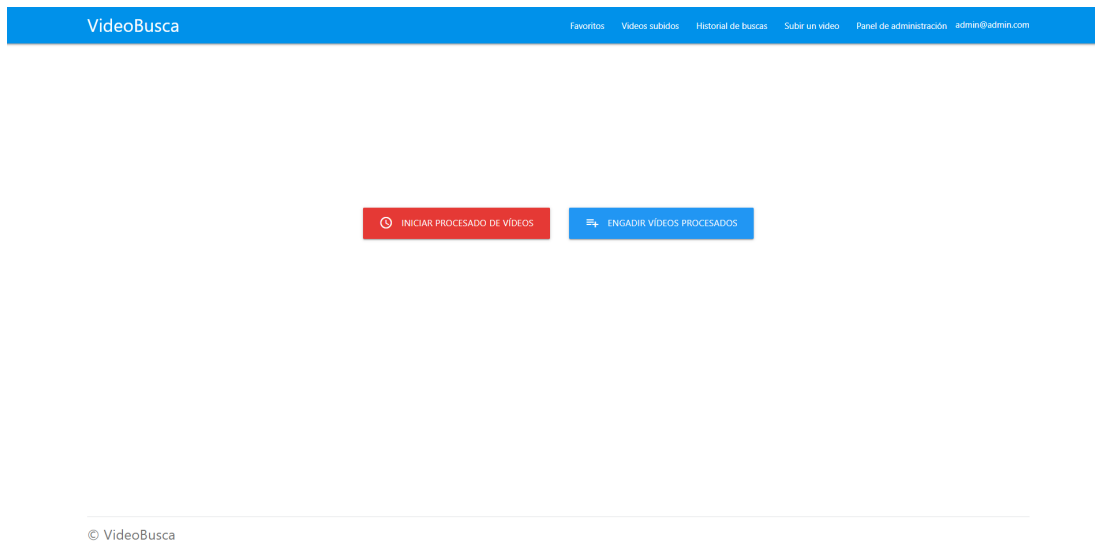 VideoBusca
Favoritos Videos subidos Historial de buscas Subir un video Panel de administración admin@admin.com
INICIAR PROCESADO DE VÍDEOS ENGADIR VÍDEOS PROCESADOS
© VideoBusca